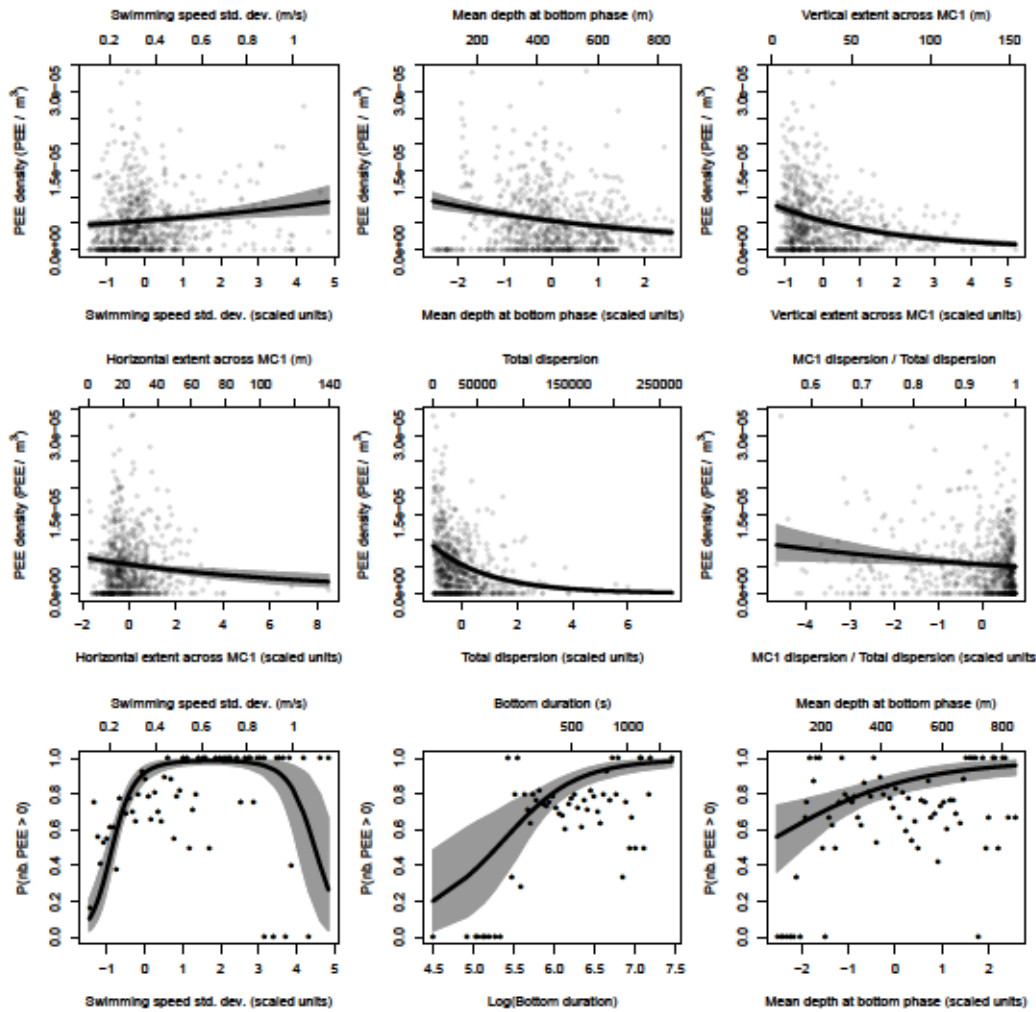 Swimming speed std. dev. (m/s)
0.2 0.4 0.6 0.8 1
PEE density (PEE / m³)
0.0e+00 1.5e−05 3.0e−05
−1 0 1 2 3 4 5
Swimming speed std. dev. (scaled units)
Mean depth at bottom phase (m)
200 400 600 800
PEE density (PEE / m³)
0.0e+00 1.5e−05 3.0e−05
−2 −1 0 1 2
Mean depth at bottom phase (scaled units)
Vertical extent across MC1 (m)
0 50 100 150
PEE density (PEE / m³)
0.0e+00 1.5e−05 3.0e−05
−1 0 1 2 3 4 5
Vertical extent across MC1 (scaled units)
Horizontal extent across MC1 (m)
0 20 40 60 80 100 120 140
PEE density (PEE / m³)
0.0e+00 1.5e−05 3.0e−05
−2 0 2 4 6 8
Horizontal extent across MC1 (scaled units)
Total dispersion
0 50000 150000 250000
PEE density (PEE / m³)
0.0e+00 1.5e−05 3.0e−05
0 2 4 6
Total dispersion (scaled units)
MC1 dispersion / Total dispersion
0.6 0.7 0.8 0.9 1
PEE density (PEE / m³)
0.0e+00 1.5e−05 3.0e−05
−4 −3 −2 −1 0
MC1 dispersion / Total dispersion (scaled units
Swimming speed std. dev. (m/s)
0.2 0.4 0.6 0.8 1
P(nb. PEE > 0)
0.0 0.2 0.4 0.6 0.8 1.0
−1 0 1 2 3 4 5
Swimming speed std. dev. (scaled units)
Bottom duration (s)
500 1000
P(nb. PEE > 0)
0.0 0.2 0.4 0.6 0.8 1.0
4.5 5.0 5.5 6.0 6.5 7.0 7.5
Log(Bottom duration)
Mean depth at bottom phase (m)
200 400 600 800
P(nb. PEE > 0)
0.0 0.2 0.4 0.6 0.8 1.0
−2 −1 0 1 2
Mean depth at bottom phase (scaled units)